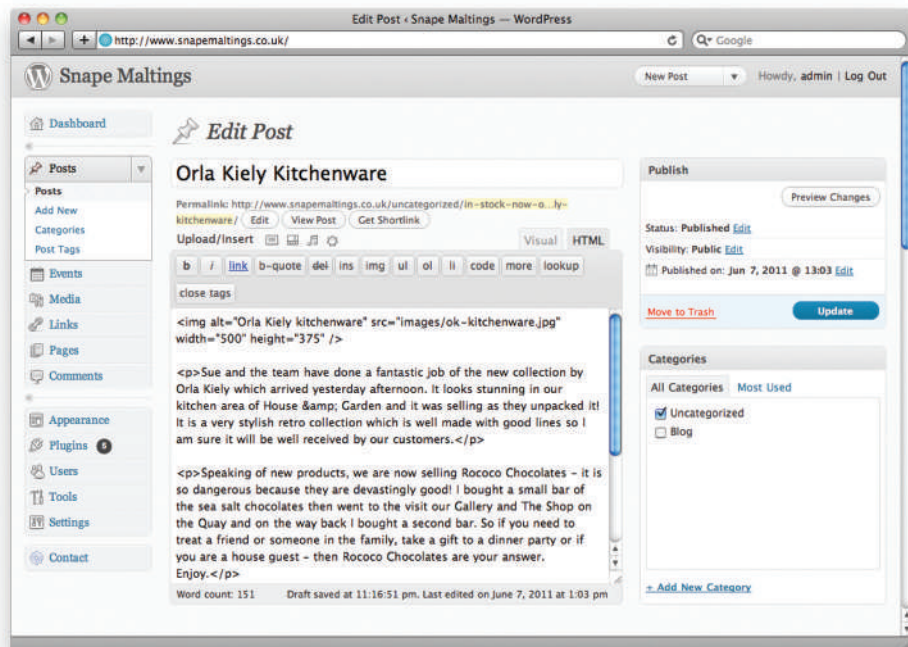 Edit Post ‹ Snape Maltings — WordPress
http://www.snapemaltings.co.uk/
Google
Snape Maltings
New Post
Howdy, admin | Log Out
Dashboard
Posts
Posts
Add New
Categories
Post Tags
Events
Media
Links
Pages
Comments
Appearance
Plugins 5
Users
Tools
Settings
Contact
Edit Post
Orla Kiely Kitchenware
Permalink: http://www.snapemaltings.co.uk/uncategorized/in-stock-now-o...ly-
kitchenware/ Edit View Post Get Shortlink
Upload/Insert
Visual HTML
b i link b-quote del ins img ul ol li code more lookup
close tags
<img alt="Orla Kiely kitchenware" src="images/ok-kitchenware.jpg"
width="500" height="375" />
<p>Sue and the team have done a fantastic job of the new collection by
Orla Kiely which arrived yesterday afternoon. It looks stunning in our
kitchen area of House &amp; Garden and it was selling as they unpacked it!
It is a very stylish retro collection which is well made with good lines so I
am sure it will be well received by our customers.</p>
<p>Speaking of new products, we are now selling Rococo Chocolates – it is
so dangerous because they are devastingly good! I bought a small bar of
the sea salt chocolates then went to the visit our Gallery and The Shop on
the Quay and on the way back I bought a second bar. So if you need to
treat a friend or someone in the family, take a gift to a dinner party or if
you are a house guest – then Rococo Chocolates are your answer.
Enjoy.</p>
Word count: 151 Draft saved at 11:16:51 pm. Last edited on June 7, 2011 at 1:03 pm
Publish
Preview Changes
Status: Published Edit
Visibility: Public Edit
Published on: Jun 7, 2011 @ 13:03 Edit
Move to Trash
Update
Categories
All Categories Most Used
Uncategorized
Blog
+ Add New Category